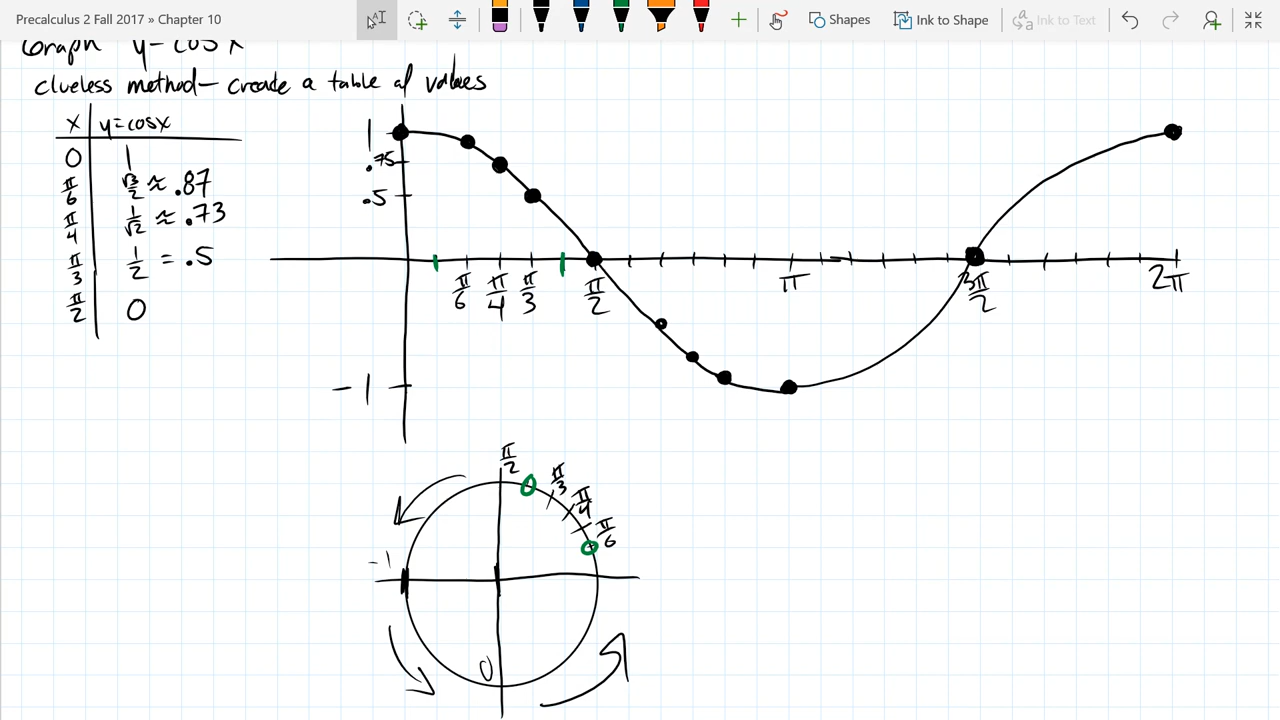 Precalculus 2 Fall 2017 » Chapter 10
Shapes
Ink to Shape
Ink to Text
Graph y=cosx
clueless method— create a table of values
x y=cosx
0 1
π/6 √3/2 ≈ .87
π/4 1/√2 ≈ .73
π/3 1/2 = .5
π/2 0
1
.75
.5
-1
π/6 π/4 π/3 π/2 π 3π/2 2π
π/2
π/3
π/4
π/6
-1
0